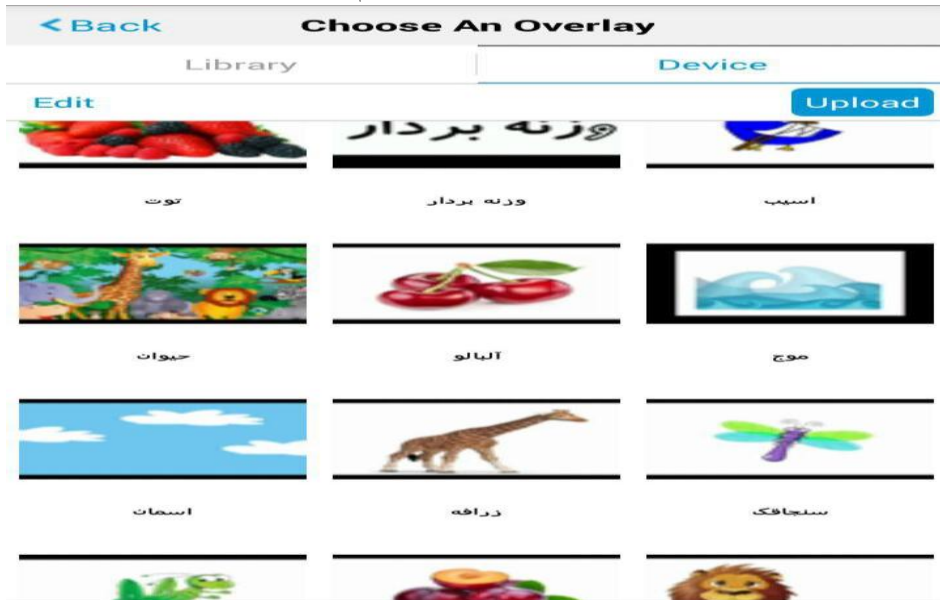 Back
Choose An Overlay
Library
Device
Edit
Upload
وزنه بردار
توت
وزنه بردار
اسیب
حیوان
آلبالو
موج
اسمان
زرافه
سنجاقک